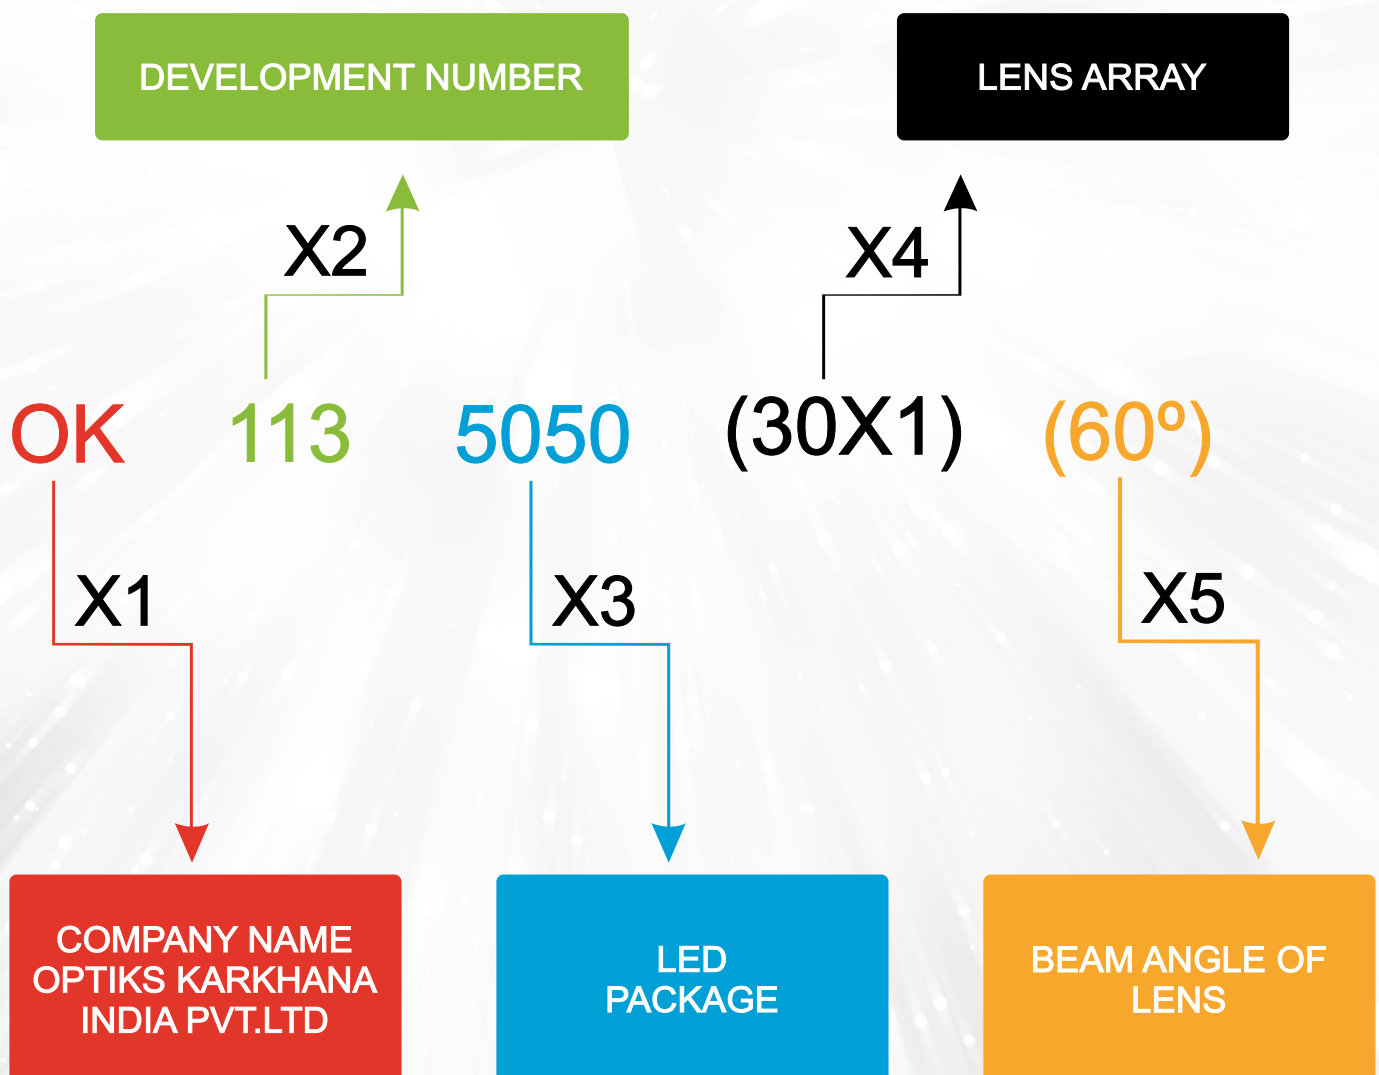 DEVELOPMENT NUMBER
LENS ARRAY
X2
X4
OK 113 5050 (30X1) (60º)
X1
X3
X5
COMPANY NAME
OPTIKS KARKHANA
INDIA PVT.LTD
LED
PACKAGE
BEAM ANGLE OF
LENS